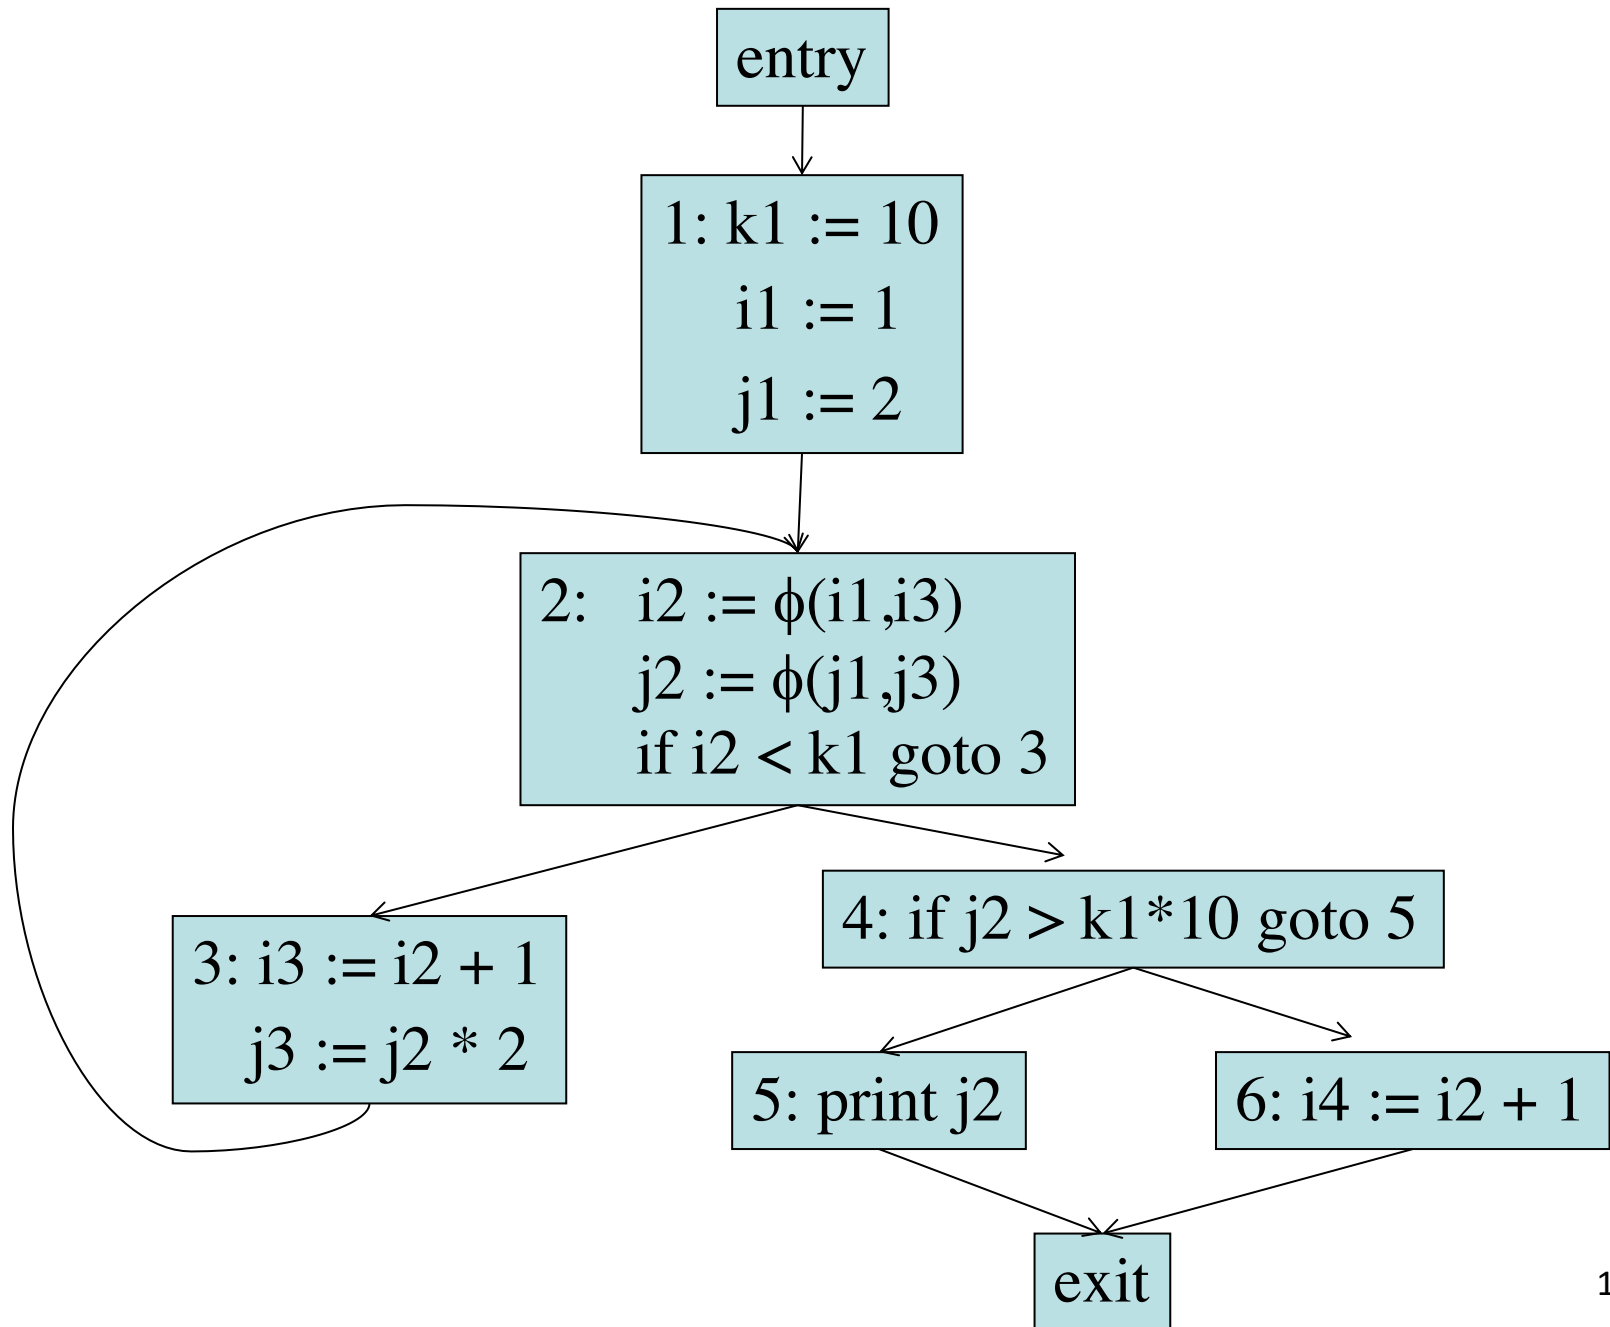 entry
1: k1 := 10
i1 := 1
j1 := 2
2: i2 := ϕ(i1,i3)
j2 := ϕ(j1,j3)
if i2 < k1 goto 3
4: if j2 > k1*10 goto 5
3: i3 := i2 + 1
j3 := j2 * 2
5: print j2
6: i4 := i2 + 1
exit
1